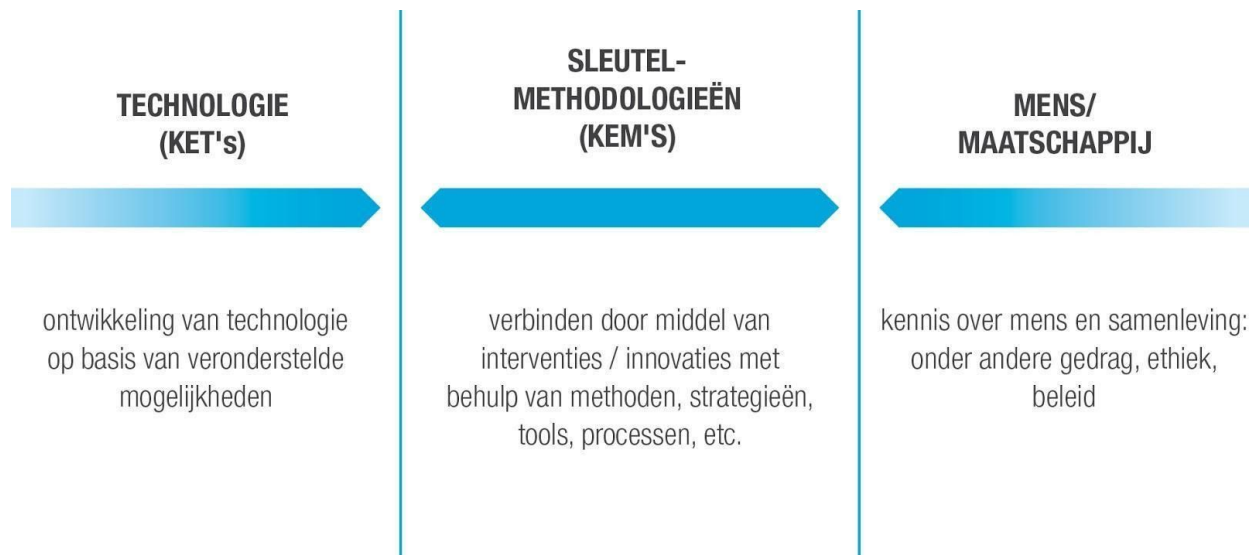 TECHNOLOGIE
(KET's)
ontwikkeling van technologie
op basis van veronderstelde
mogelijkheden
SLEUTEL-
METHODOLOGIEËN
(KEM'S)
verbinden door middel van
interventies / innovaties met
behulp van methoden, strategieën,
tools, processen, etc.
MENS/
MAATSCHAPPIJ
kennis over mens en samenleving:
onder andere gedrag, ethiek,
beleid